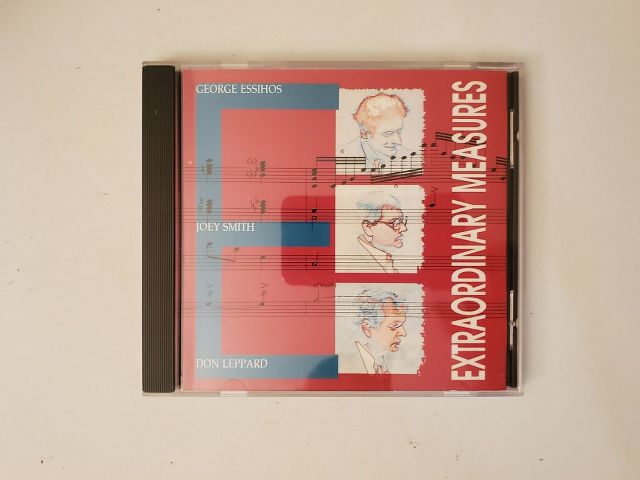 GEORGE ESSIHOS
JOEY SMITH
DON LEPPARD
EXTRAORDINARY MEASURES